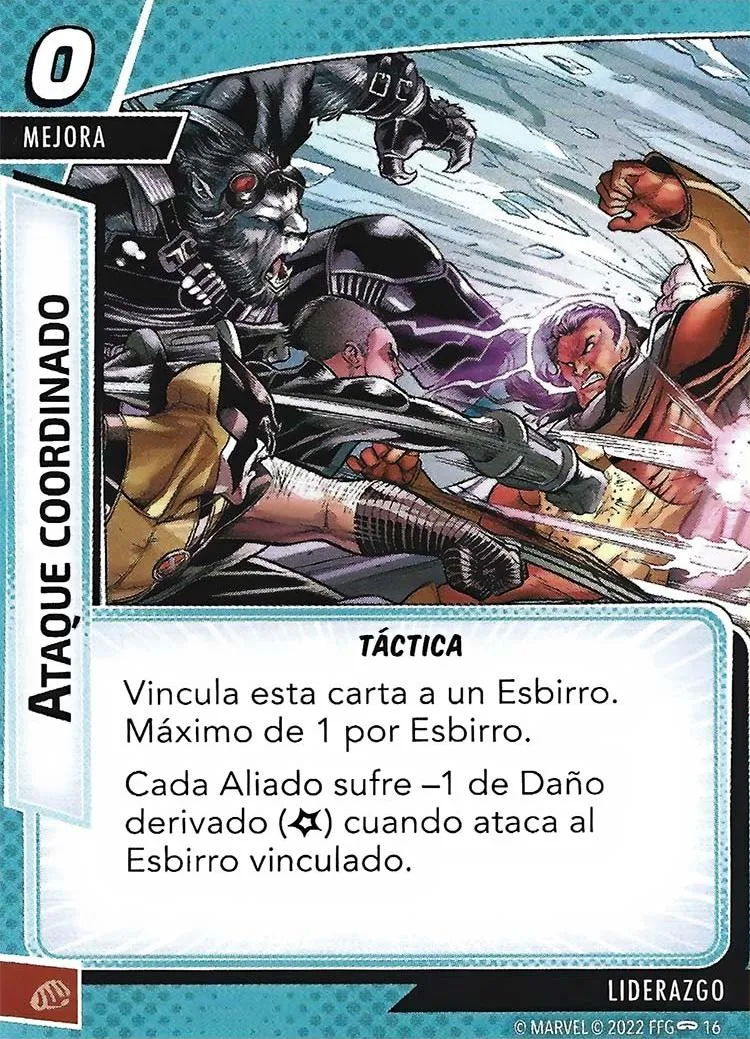 0
MEJORA
ATAQUE COORDINADO
TÁCTICA
Vincula esta carta a un Esbirro.
Máximo de 1 por Esbirro.
Cada Aliado sufre –1 de Daño
derivado () cuando ataca al
Esbirro vinculado.
LIDERAZGO
© MARVEL © 2022 FFG 16